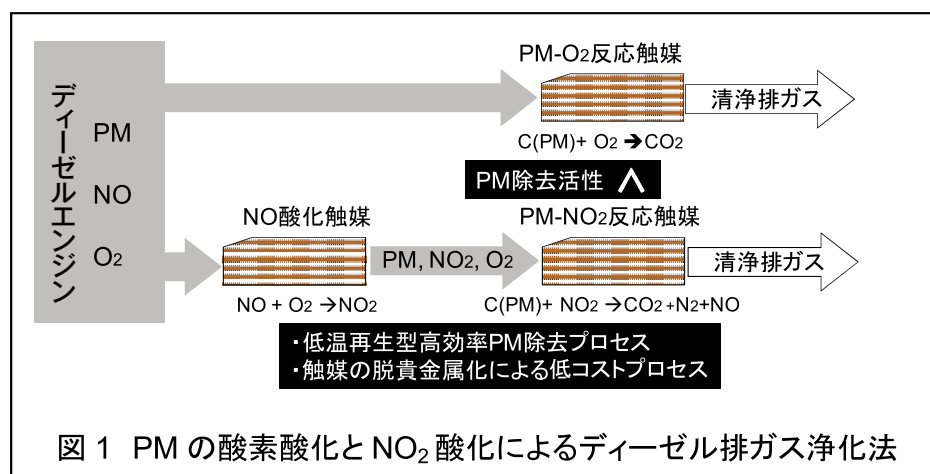 ディーゼルエンジン
PM
NO
O2
PM-O2反応触媒
清浄排ガス
C(PM)+ O2 ➔CO2
PM除去活性 ∧
NO酸化触媒
PM, NO2, O2
NO + O2 →NO2
PM-NO2反応触媒
清浄排ガス
C(PM)+ NO2 →CO2 +N2+NO
・低温再生型高効率PM除去プロセス
・触媒の脱貴金属化による低コストプロセス
図 1 PM の酸素酸化と NO2 酸化によるディーゼル排ガス浄化法